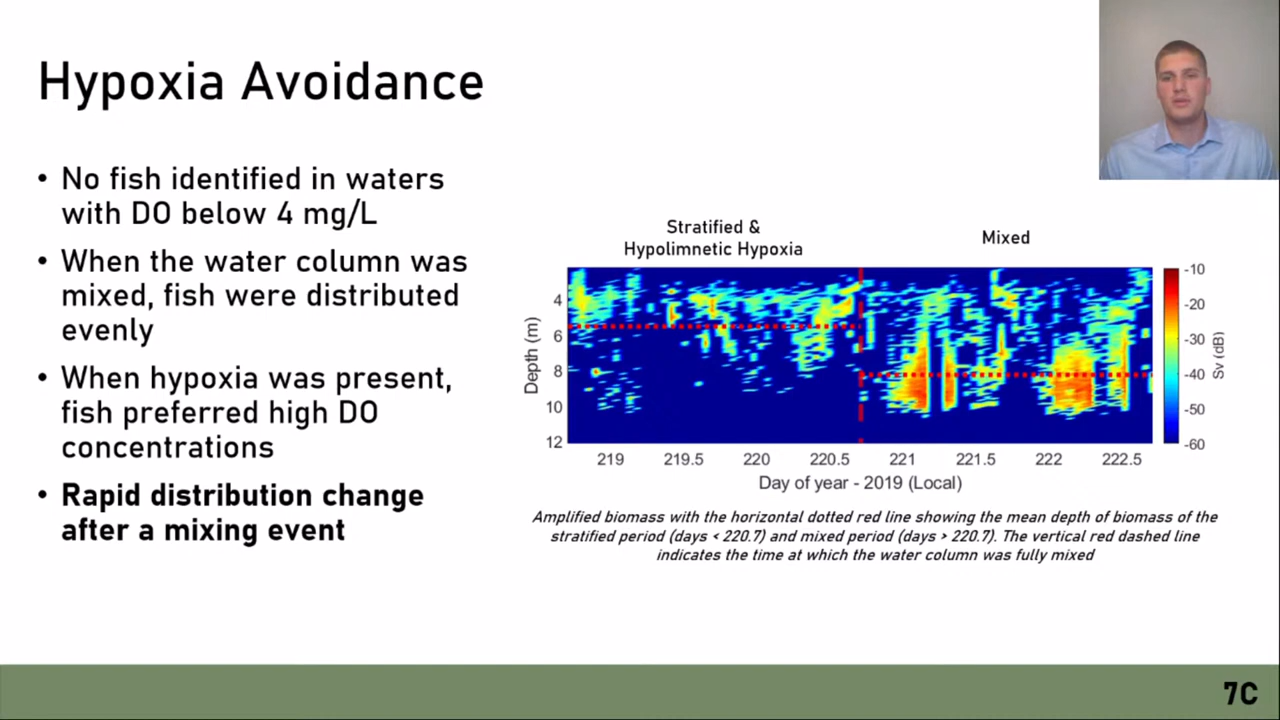 Hypoxia Avoidance
• No fish identified in waters
with DO below 4 mg/L
• When the water column was
mixed, fish were distributed
evenly
• When hypoxia was present,
fish preferred high DO
concentrations
• Rapid distribution change
after a mixing event
Stratified &
Hypolimnetic Hypoxia
Mixed
Depth (m)
4
6
8
10
12
219 219.5 220 220.5 221 221.5 222 222.5
Day of year - 2019 (Local)
-10
-20
-30
-40
-50
-60
Sv (dB)
Amplified biomass with the horizontal dotted red line showing the mean depth of biomass of the
stratified period (days < 220.7) and mixed period (days > 220.7). The vertical red dashed line
indicates the time at which the water column was fully mixed
7C